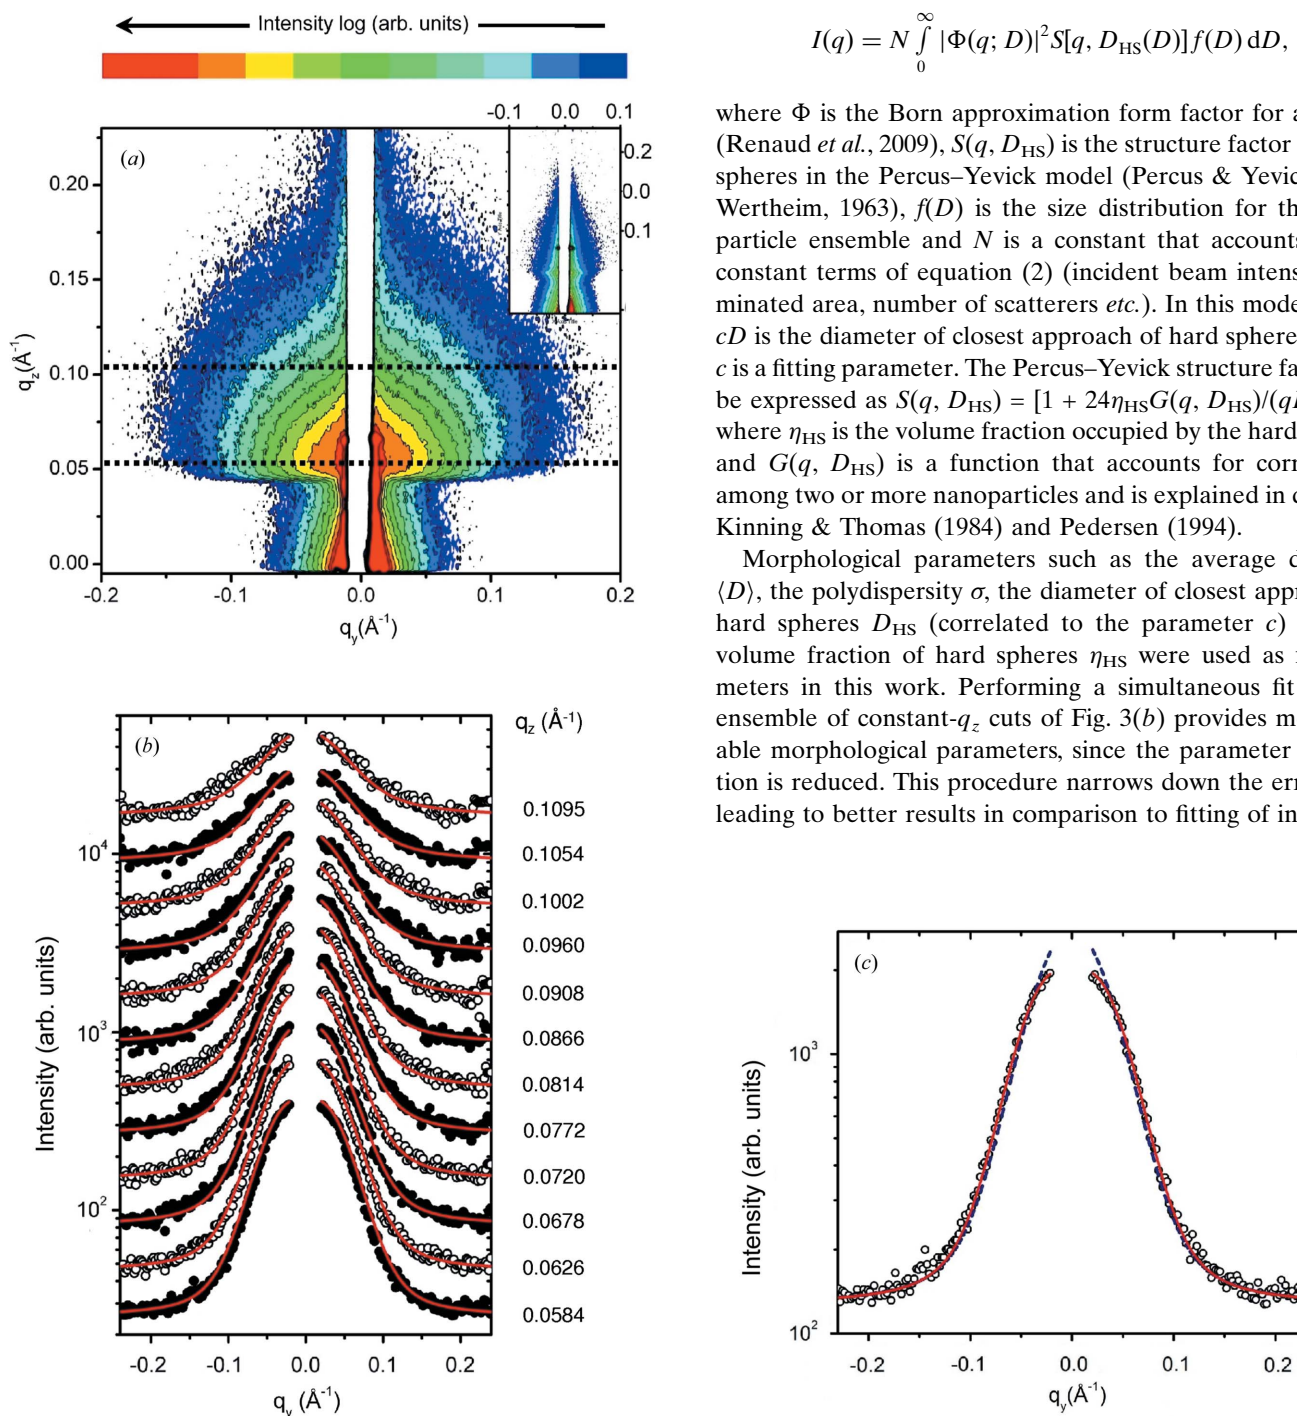 Intensity log (arb. units)
(a)
-0.1 0.0 0.1
0.2
0.0
0.1
0.20
0.15
0.10
0.05
0.00
q_z(Å⁻¹)
-0.2 -0.1 0.0 0.1 0.2
q_y(Å⁻¹)
(b)
q_z (Å⁻¹)
0.1095
0.1054
0.1002
0.0960
0.0908
0.0866
0.0814
0.0772
0.0720
0.0678
0.0626
0.0584
10⁴
10³
10²
Intensity (arb. units)
-0.2 -0.1 0.0 0.1 0.2
q_y (Å⁻¹)
I(q) = N ∫₀^∞ |Φ(q; D)|² S[q, D_HS(D)] f(D) dD,
where Φ is the Born approximation form factor for a
(Renaud et al., 2009), S(q, D_HS) is the structure factor
spheres in the Percus–Yevick model (Percus & Yevic
Wertheim, 1963), f(D) is the size distribution for th
particle ensemble and N is a constant that accounts
constant terms of equation (2) (incident beam intens
minated area, number of scatterers etc.). In this mode
cD is the diameter of closest approach of hard sphere
c is a fitting parameter. The Percus–Yevick structure fa
be expressed as S(q, D_HS) = [1 + 24η_HS G(q, D_HS)/(q
where η_HS is the volume fraction occupied by the hard
and G(q, D_HS) is a function that accounts for corr
among two or more nanoparticles and is explained in c
Kinning & Thomas (1984) and Pedersen (1994).
Morphological parameters such as the average d
⟨D⟩, the polydispersity σ, the diameter of closest appr
hard spheres D_HS (correlated to the parameter c)
volume fraction of hard spheres η_HS were used as
meters in this work. Performing a simultaneous fit
ensemble of constant-q_z cuts of Fig. 3(b) provides m
able morphological parameters, since the parameter
tion is reduced. This procedure narrows down the err
leading to better results in comparison to fitting of in
(c)
10³
10²
Intensity (arb. units)
-0.2 -0.1 0.0 0.1 0.2
q_y(Å⁻¹)